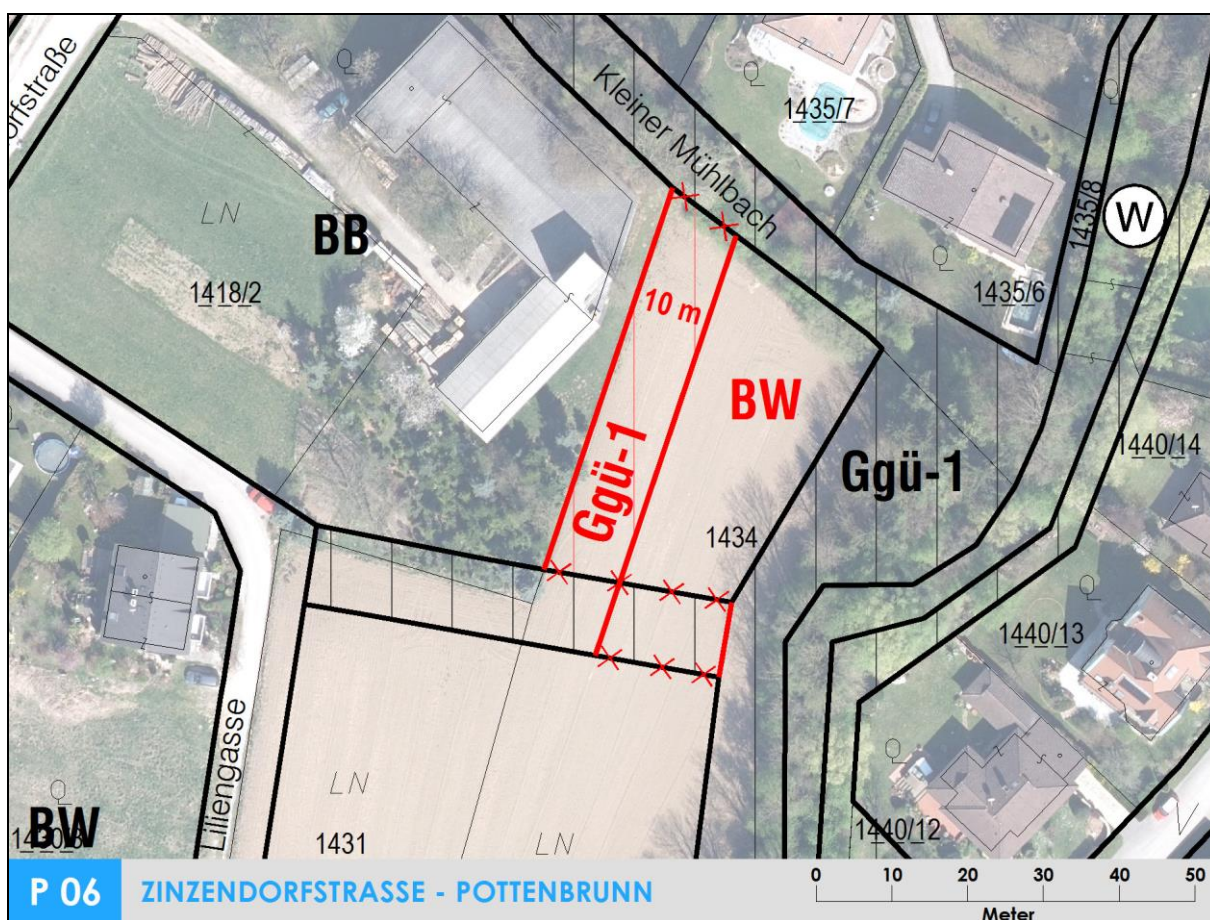 orfstraße
Kleiner Mühlbach
1435/7
1435/8
W
LN
BB
1418/2
1435/6
10 m
BW
Ggü-1
Ggü-1
1440/14
1434
1440/13
Liliengasse
LN
BW
1431
LN
1440/12
P 06
ZINZENDORFSTRASSE - POTTENBRUNN
0 10 20 30 40 50
Meter